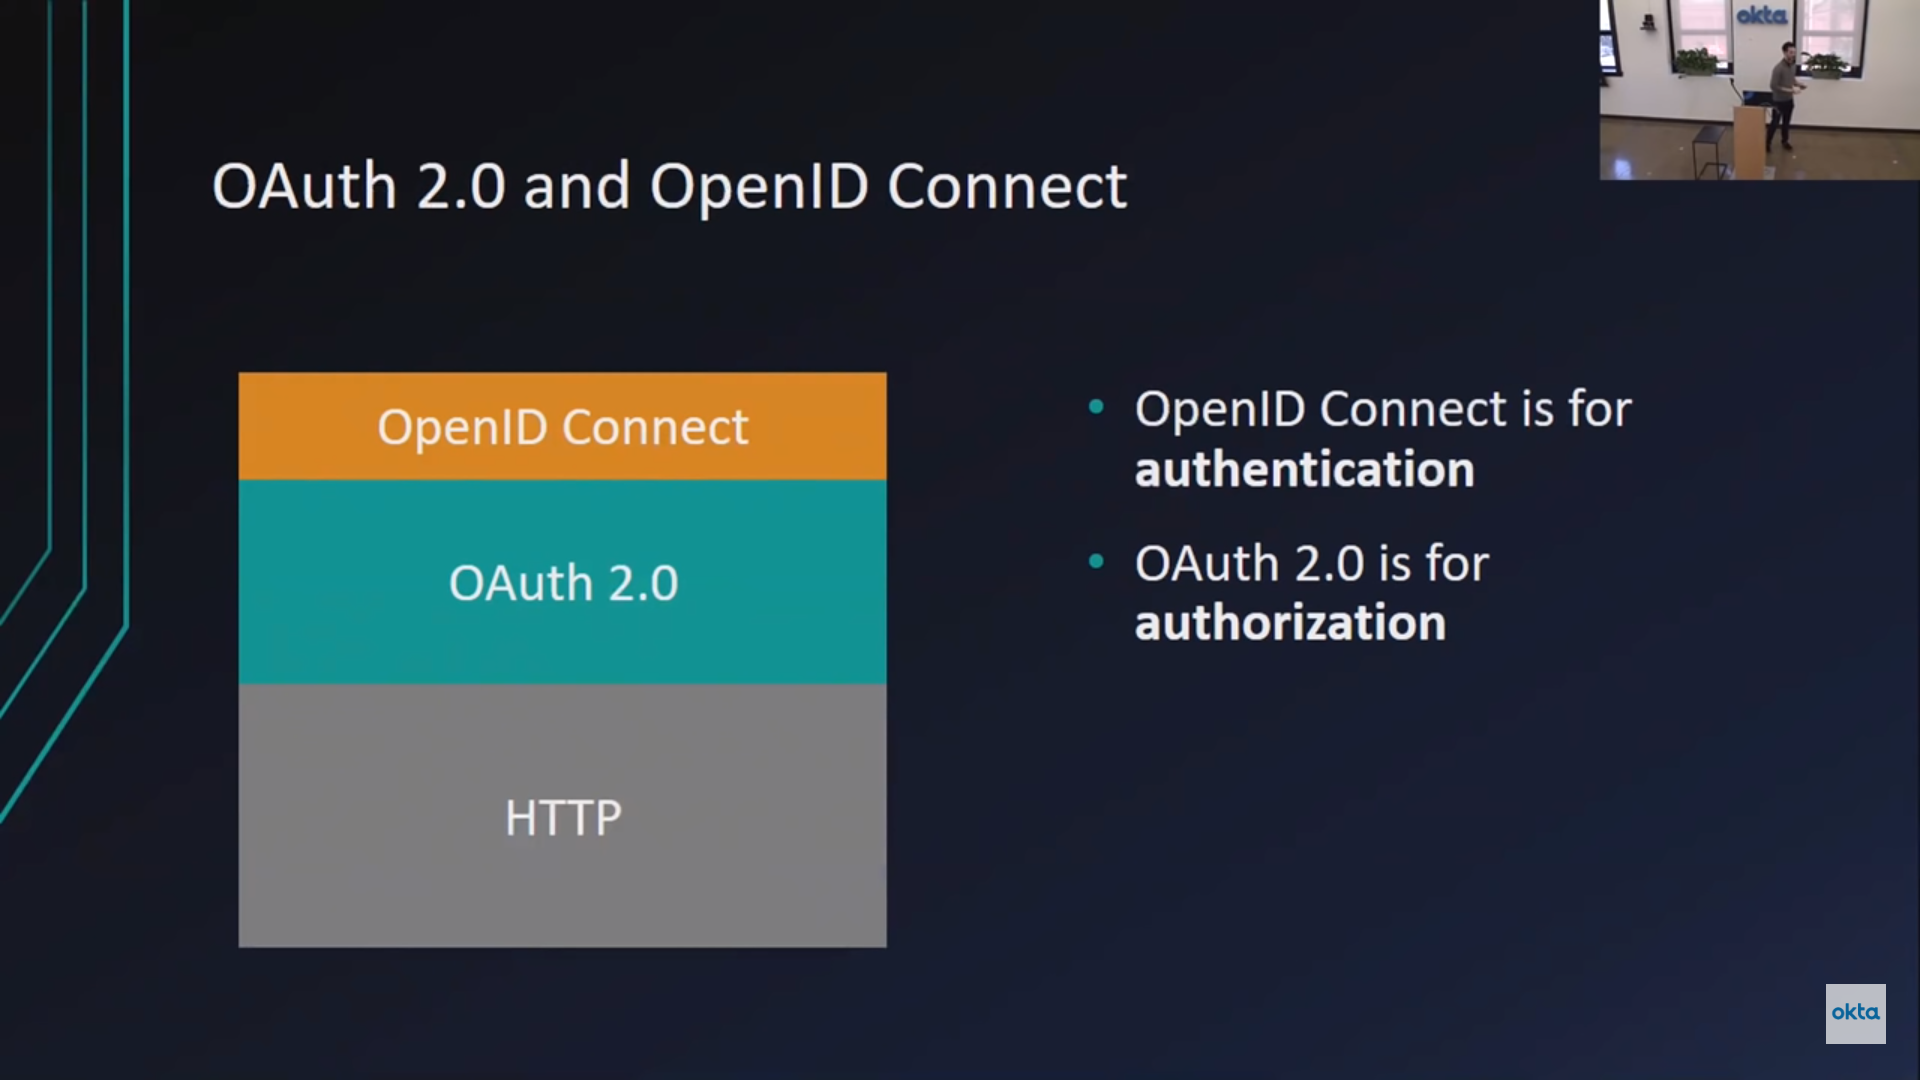 okta
OAuth 2.0 and OpenID Connect
OpenID Connect
OAuth 2.0
HTTP
• OpenID Connect is for
authentication
• OAuth 2.0 is for
authorization
okta